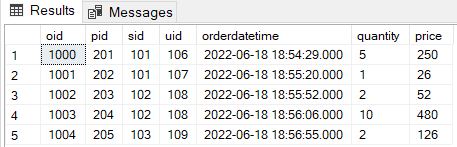 Results Messages
oid pid sid uid orderdatetime quantity price
1 1000 201 101 106 2022-06-18 18:54:29.000 5 250
2 1001 202 101 107 2022-06-18 18:55:20.000 1 26
3 1002 203 102 108 2022-06-18 18:55:52.000 2 52
4 1003 204 102 108 2022-06-18 18:56:06.000 10 480
5 1004 205 103 109 2022-06-18 18:56:55.000 2 126